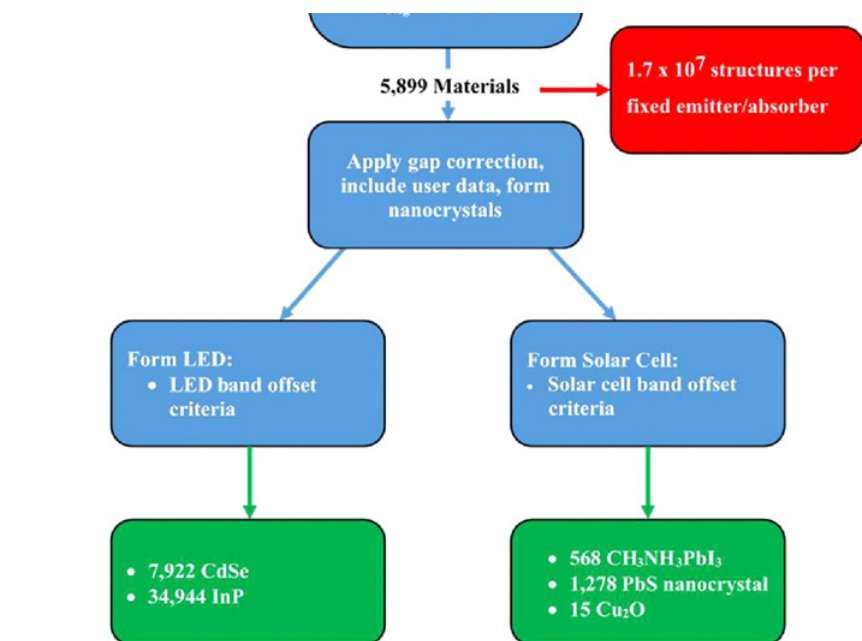 5,899 Materials
1.7 x 10⁷ structures per
fixed emitter/absorber
Apply gap correction,
include user data, form
nanocrystals
Form LED:
• LED band offset
criteria
Form Solar Cell:
• Solar cell band offset
criteria
• 7,922 CdSe
• 34,944 InP
• 568 CH₃NH₃PbI₃
• 1,278 PbS nanocrystal
• 15 Cu₂O